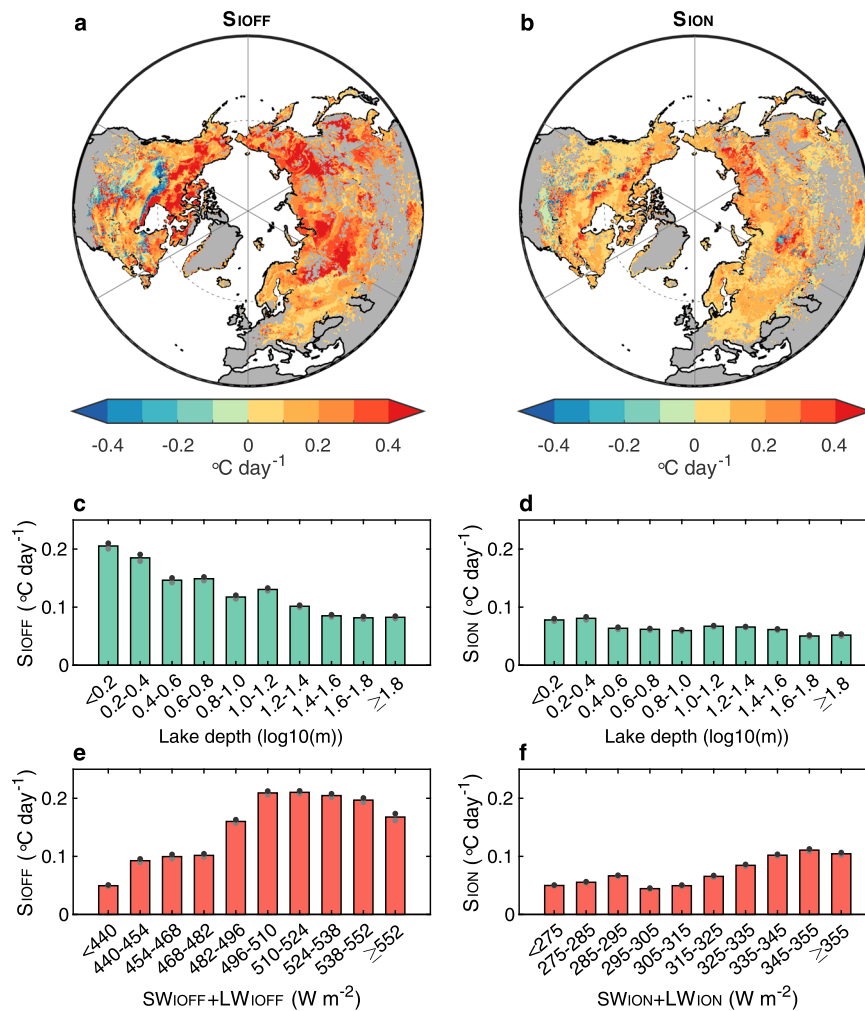 a SIOFF b SION
-0.4 -0.2 0 0.2 0.4 -0.4 -0.2 0 0.2 0.4
°C day-1 °C day-1
c d
SIOFF (°C day-1) SION (°C day-1)
0.2 0.2
0.1 0.1
0 0
<0.2 0.2-0.4 0.4-0.6 0.6-0.8 0.8-1.0 1.0-1.2 1.2-1.4 1.4-1.6 1.6-1.8 ≥1.8 <0.2 0.2-0.4 0.4-0.6 0.6-0.8 0.8-1.0 1.0-1.2 1.2-1.4 1.4-1.6 1.6-1.8 ≥1.8
Lake depth (log10(m)) Lake depth (log10(m))
e f
SIOFF (°C day-1) SION (°C day-1)
0.2 0.2
0.1 0.1
0 0
<440 440-454 454-468 468-482 482-496 496-510 510-524 524-538 538-552 ≥552 <275 275-285 285-295 295-305 305-315 315-325 325-335 335-345 345-355 ≥355
SWIOFF+LWIOFF (W m-2) SWION+LWION (W m-2)